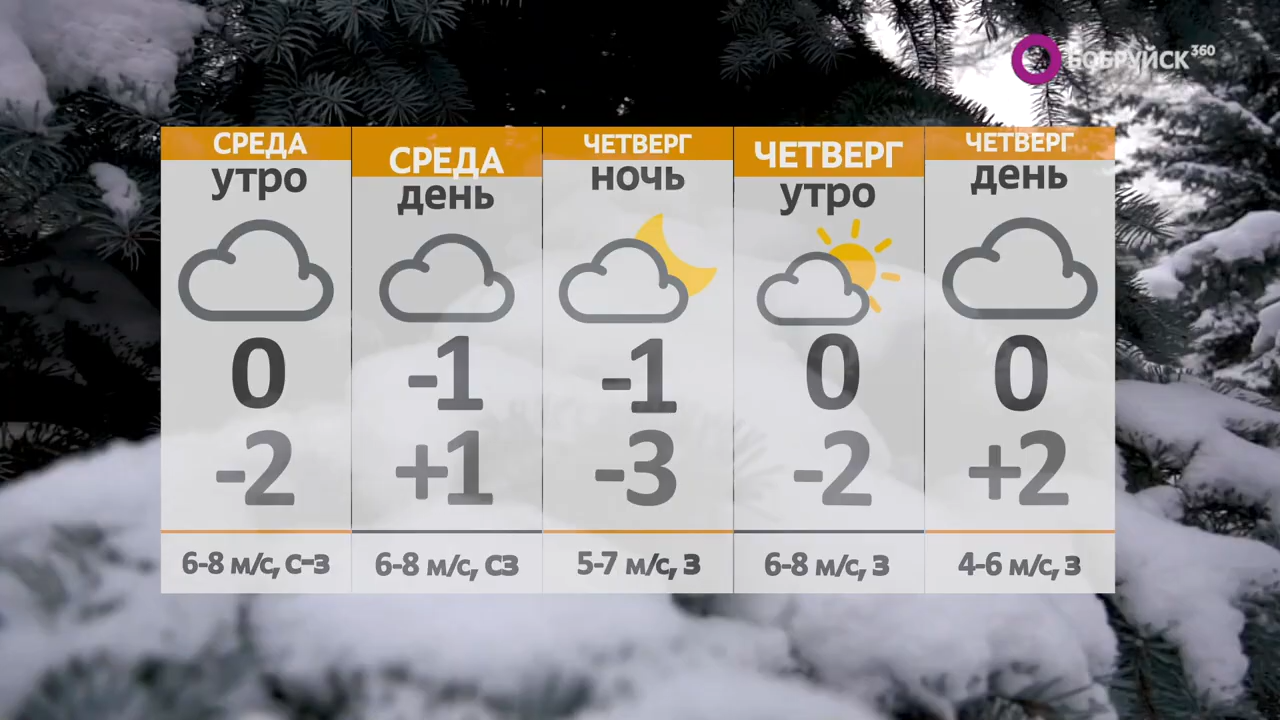 БОБРУЙСК360
СРЕДА
утро
0
-2
6-8 м/с, С-З
СРЕДА
день
-1
+1
6-8 м/с, СЗ
ЧЕТВЕРГ
ночь
-1
-3
5-7 м/с, З
ЧЕТВЕРГ
утро
0
-2
6-8 м/с, З
ЧЕТВЕРГ
день
0
+2
4-6 м/с, З